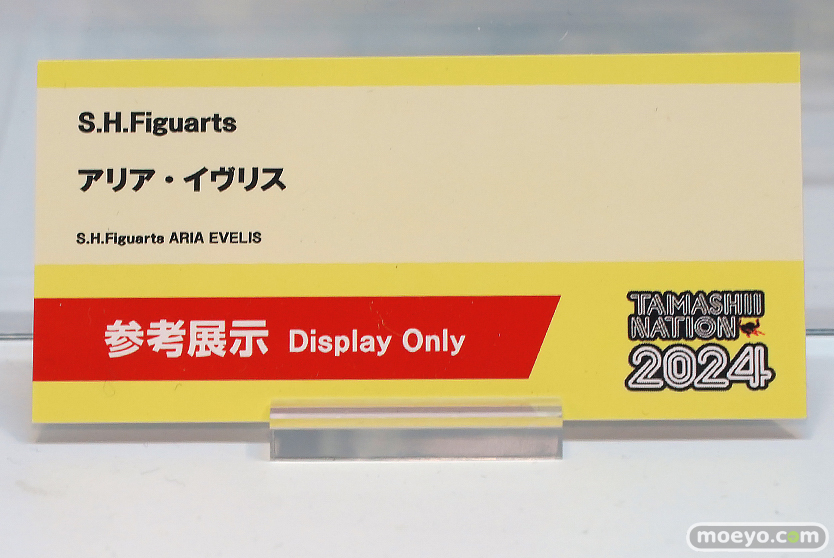 S.H.Figuarts
アリア・イヴリス
S.H.Figuarts ARIA EVELIS
参考展示 Display Only
TAMASHII
NATION
2024
moeyo.com